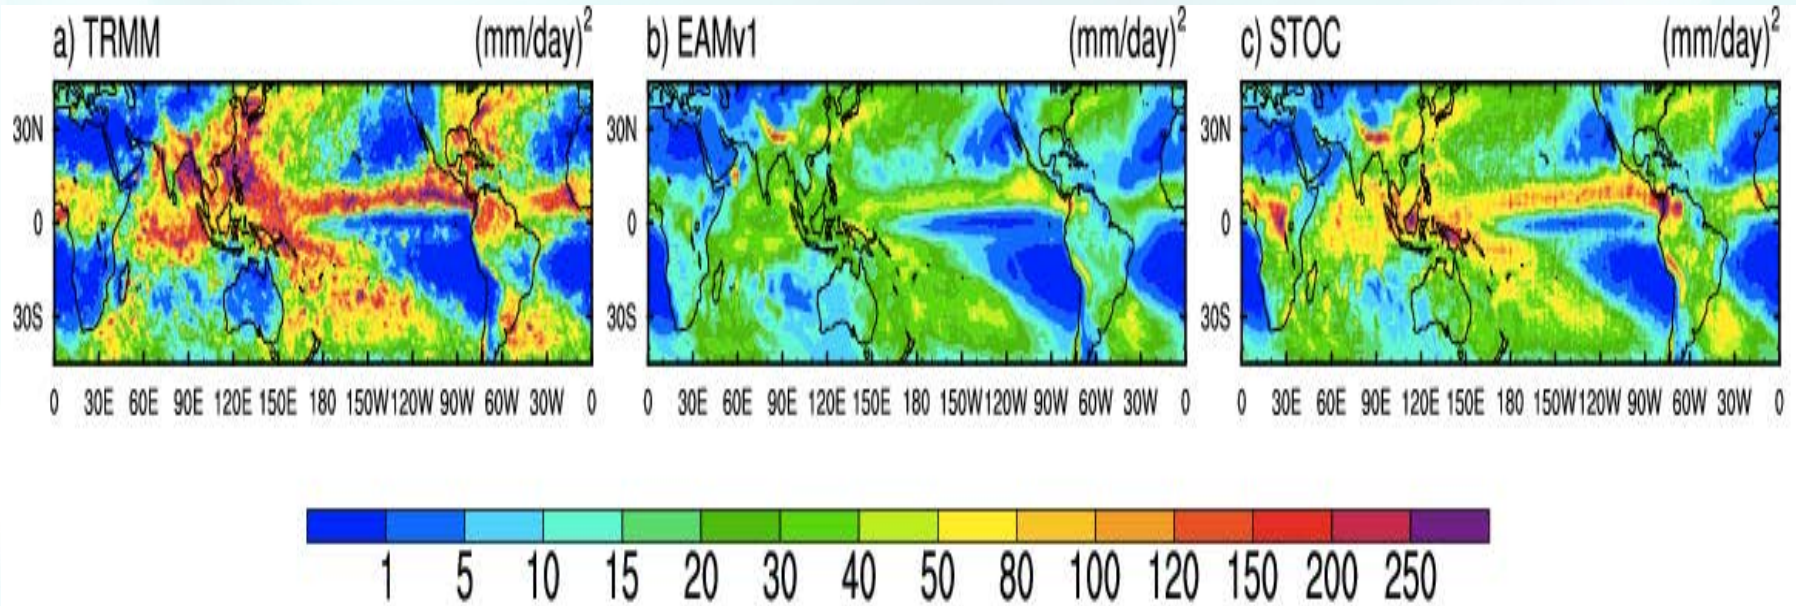 a) TRMM (mm/day)2
b) EAMv1 (mm/day)2
c) STOC (mm/day)2
30N
0
30S
0 30E 60E 90E 120E 150E 180 150W 120W 90W 60W 30W 0
30N
0
30S
0 30E 60E 90E 120E 150E 180 150W 120W 90W 60W 30W 0
30N
0
30S
0 30E 60E 90E 120E 150E 180 150W 120W 90W 60W 30W 0
1 5 10 15 20 30 40 50 80 100 120 150 200 250